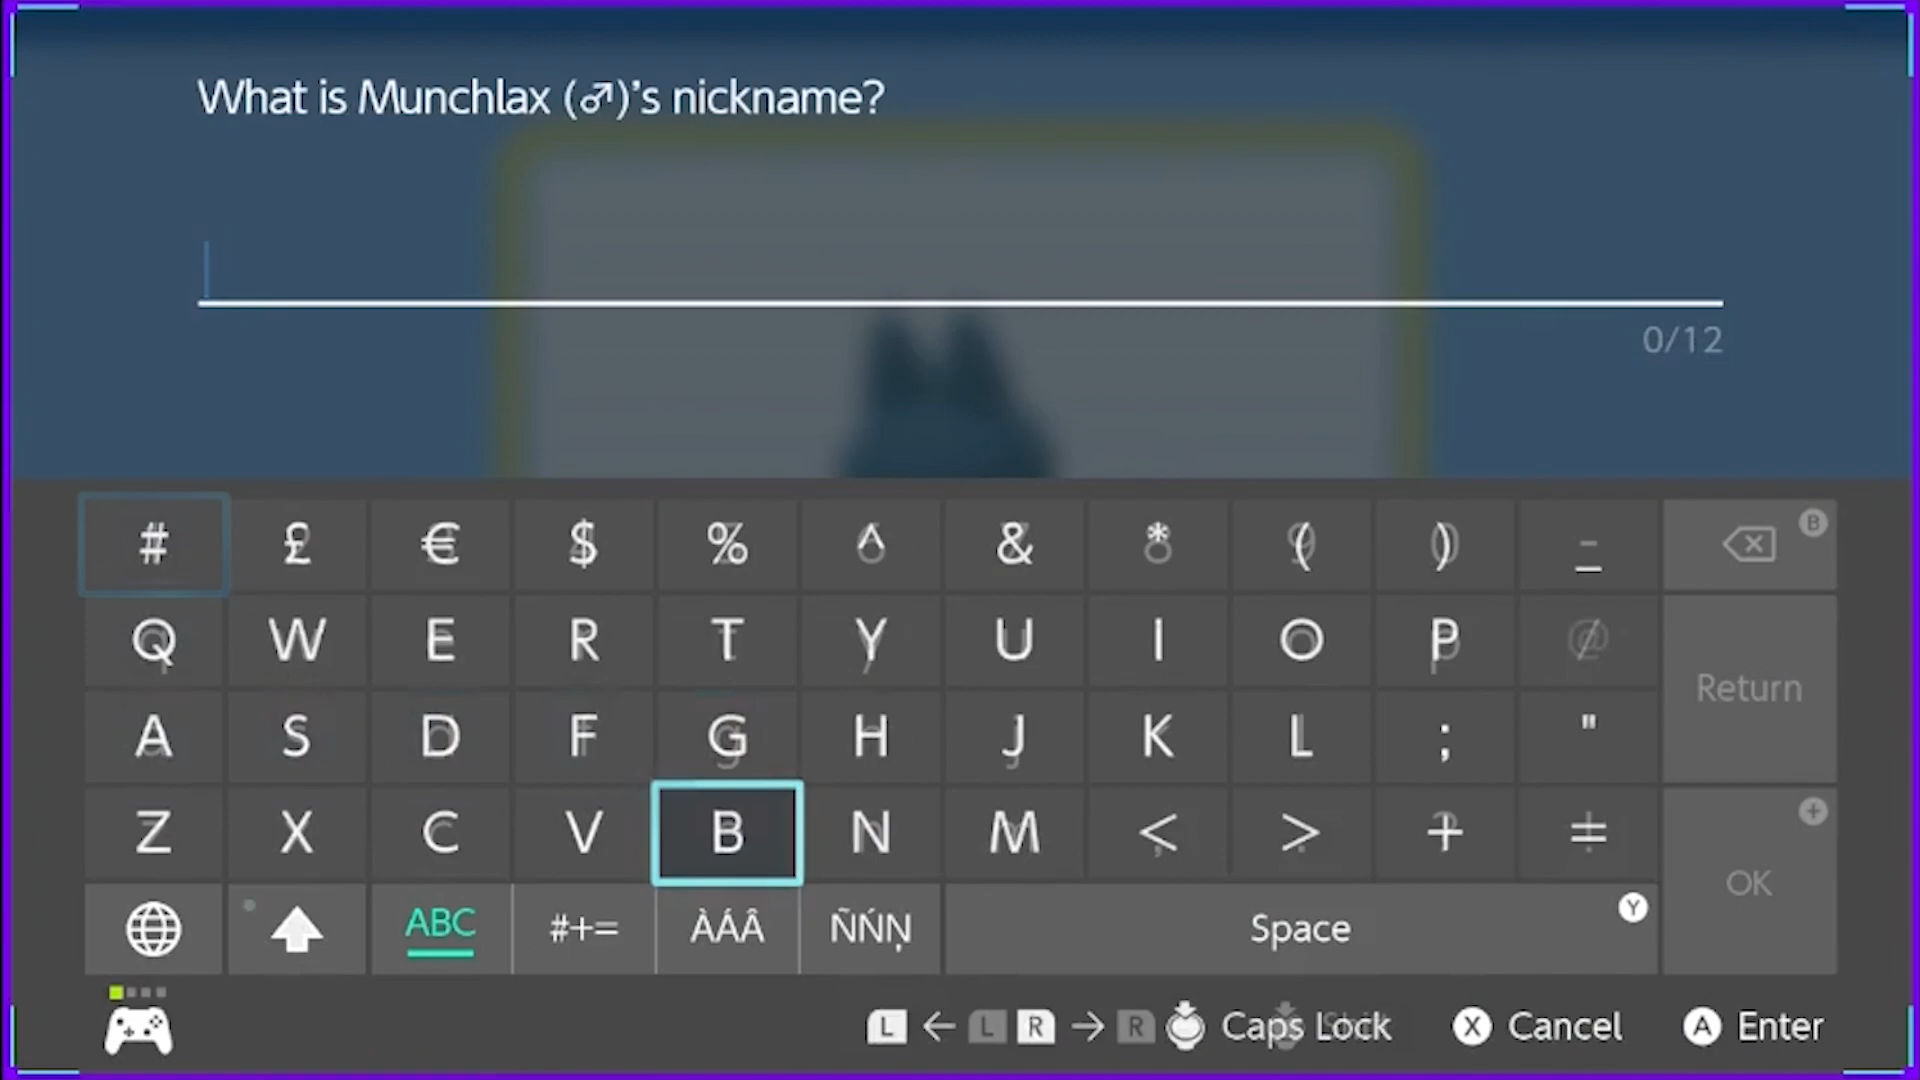 What is Munchlax (♂)'s nickname?
0/12
# £ € $ % ^ & * ( ) _ B
Q W E R T Y U I O P @
Return
A S D F G H J K L ; "
Z X C V B N M < > + =
OK
ABC #+= ÀÁÂ ÑŃŅ Space Y
L ← L R → R Caps Lock X Cancel A Enter